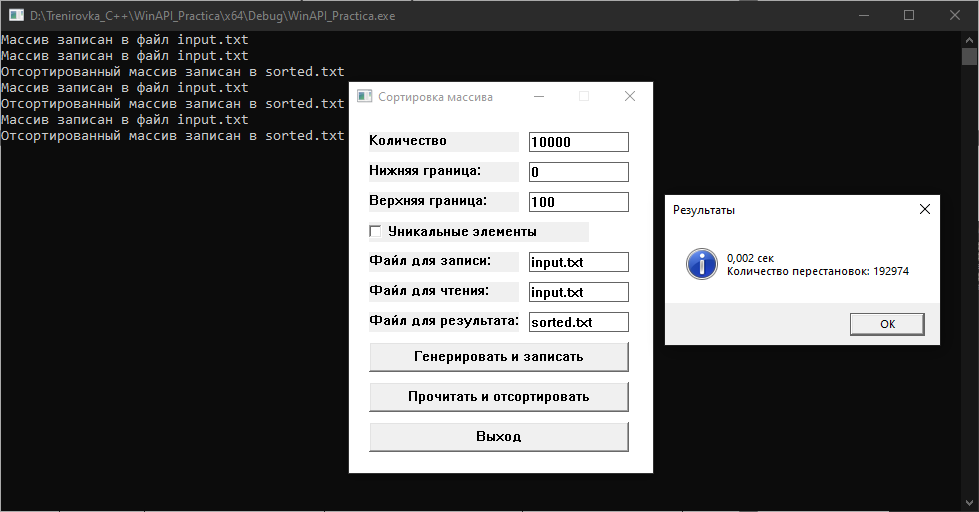 D:\Trenirovka_C++\WinAPI_Practica\x64\Debug\WinAPI_Practica.exe
Массив записан в файл input.txt
Массив записан в файл input.txt
Отсортированный массив записан в sorted.txt
Массив записан в файл input.txt
Отсортированный массив записан в sorted.txt
Массив записан в файл input.txt
Отсортированный массив записан в sorted.txt
Сортировка массива
Количество 10000
Нижняя граница: 0
Верхняя граница: 100
Уникальные элементы
Файл для записи: input.txt
Файл для чтения: input.txt
Файл для результата: sorted.txt
Генерировать и записать
Прочитать и отсортировать
Выход
Результаты
0,002 сек
Количество перестановок: 192974
OK